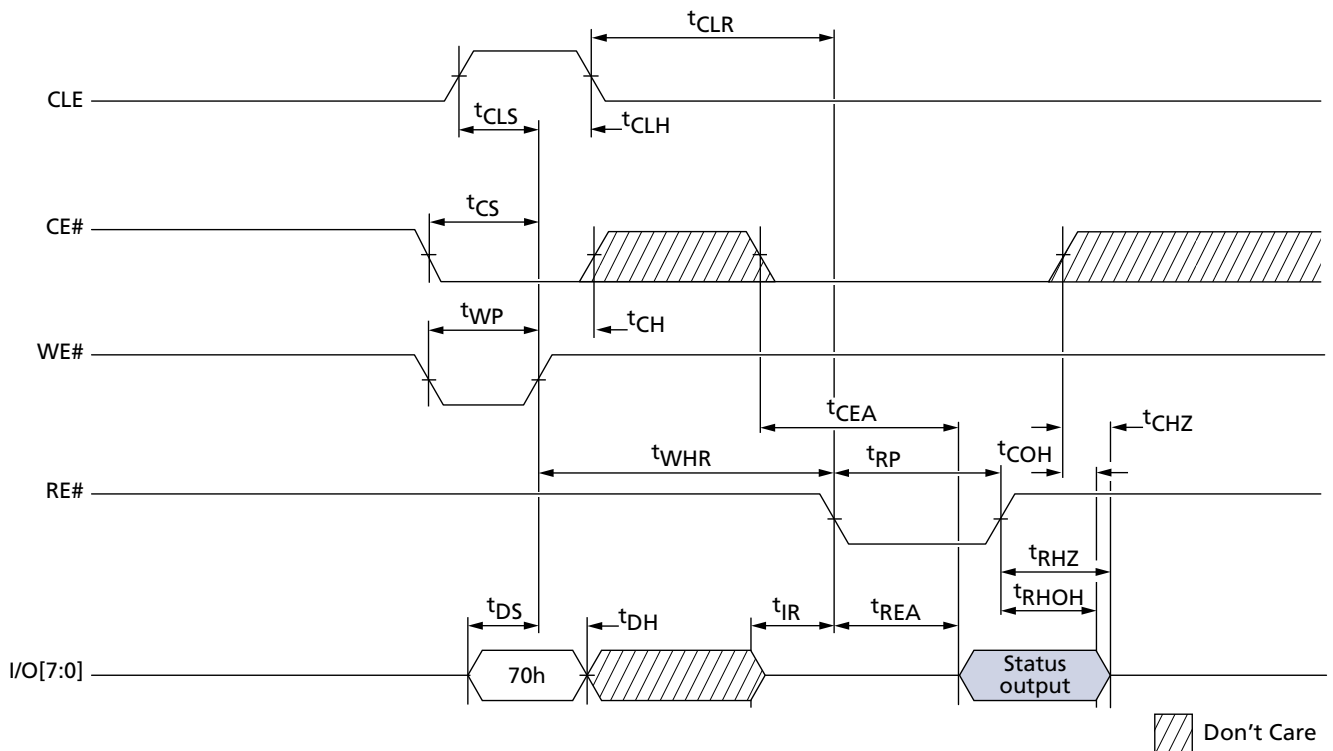 tCLR
CLE
tCLS
tCLH
tCS
CE#
tWP
tCH
WE#
tCEA
tCHZ
tWHR
tRP
tCOH
RE#
tRHZ
tDS
tDH
tIR
tREA
tRHOH
I/O[7:0]
70h
Status
output
Don't Care